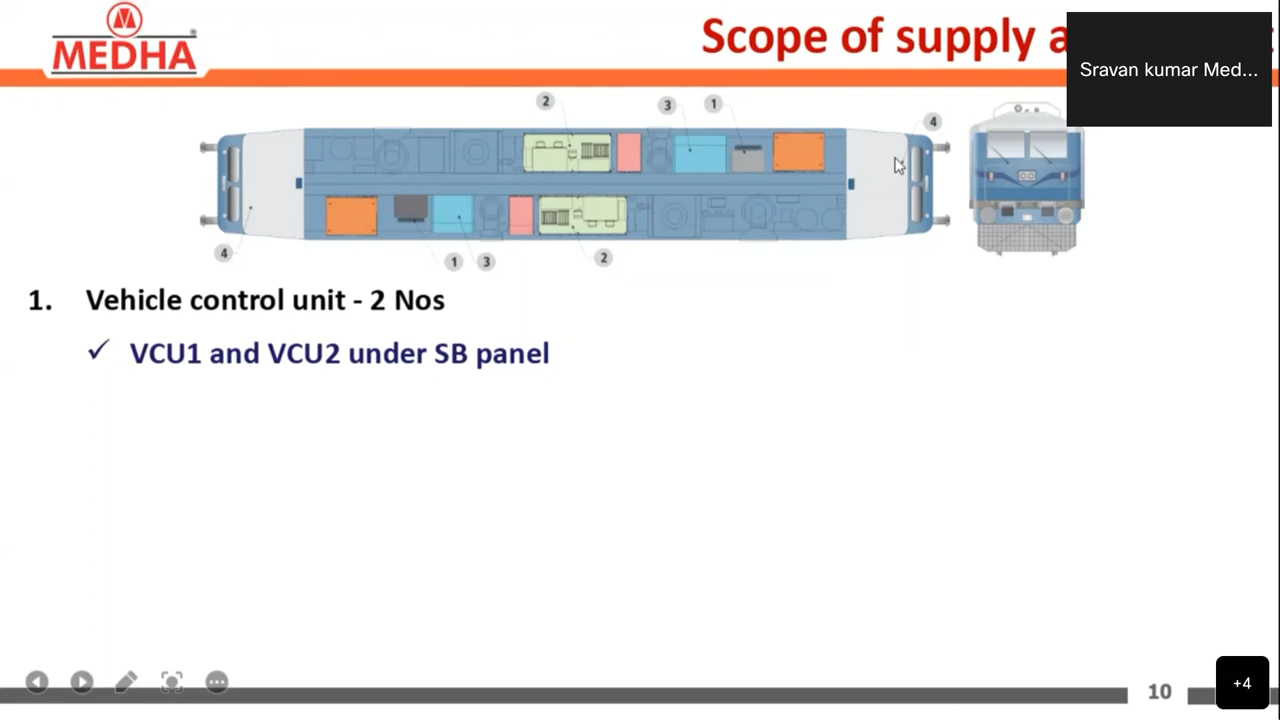 MEDHA
®
Scope of supply a
Sravan kumar Med...
2
3
1
4
4
1
3
2
1. Vehicle control unit - 2 Nos
✓ VCU1 and VCU2 under SB panel
10
+4